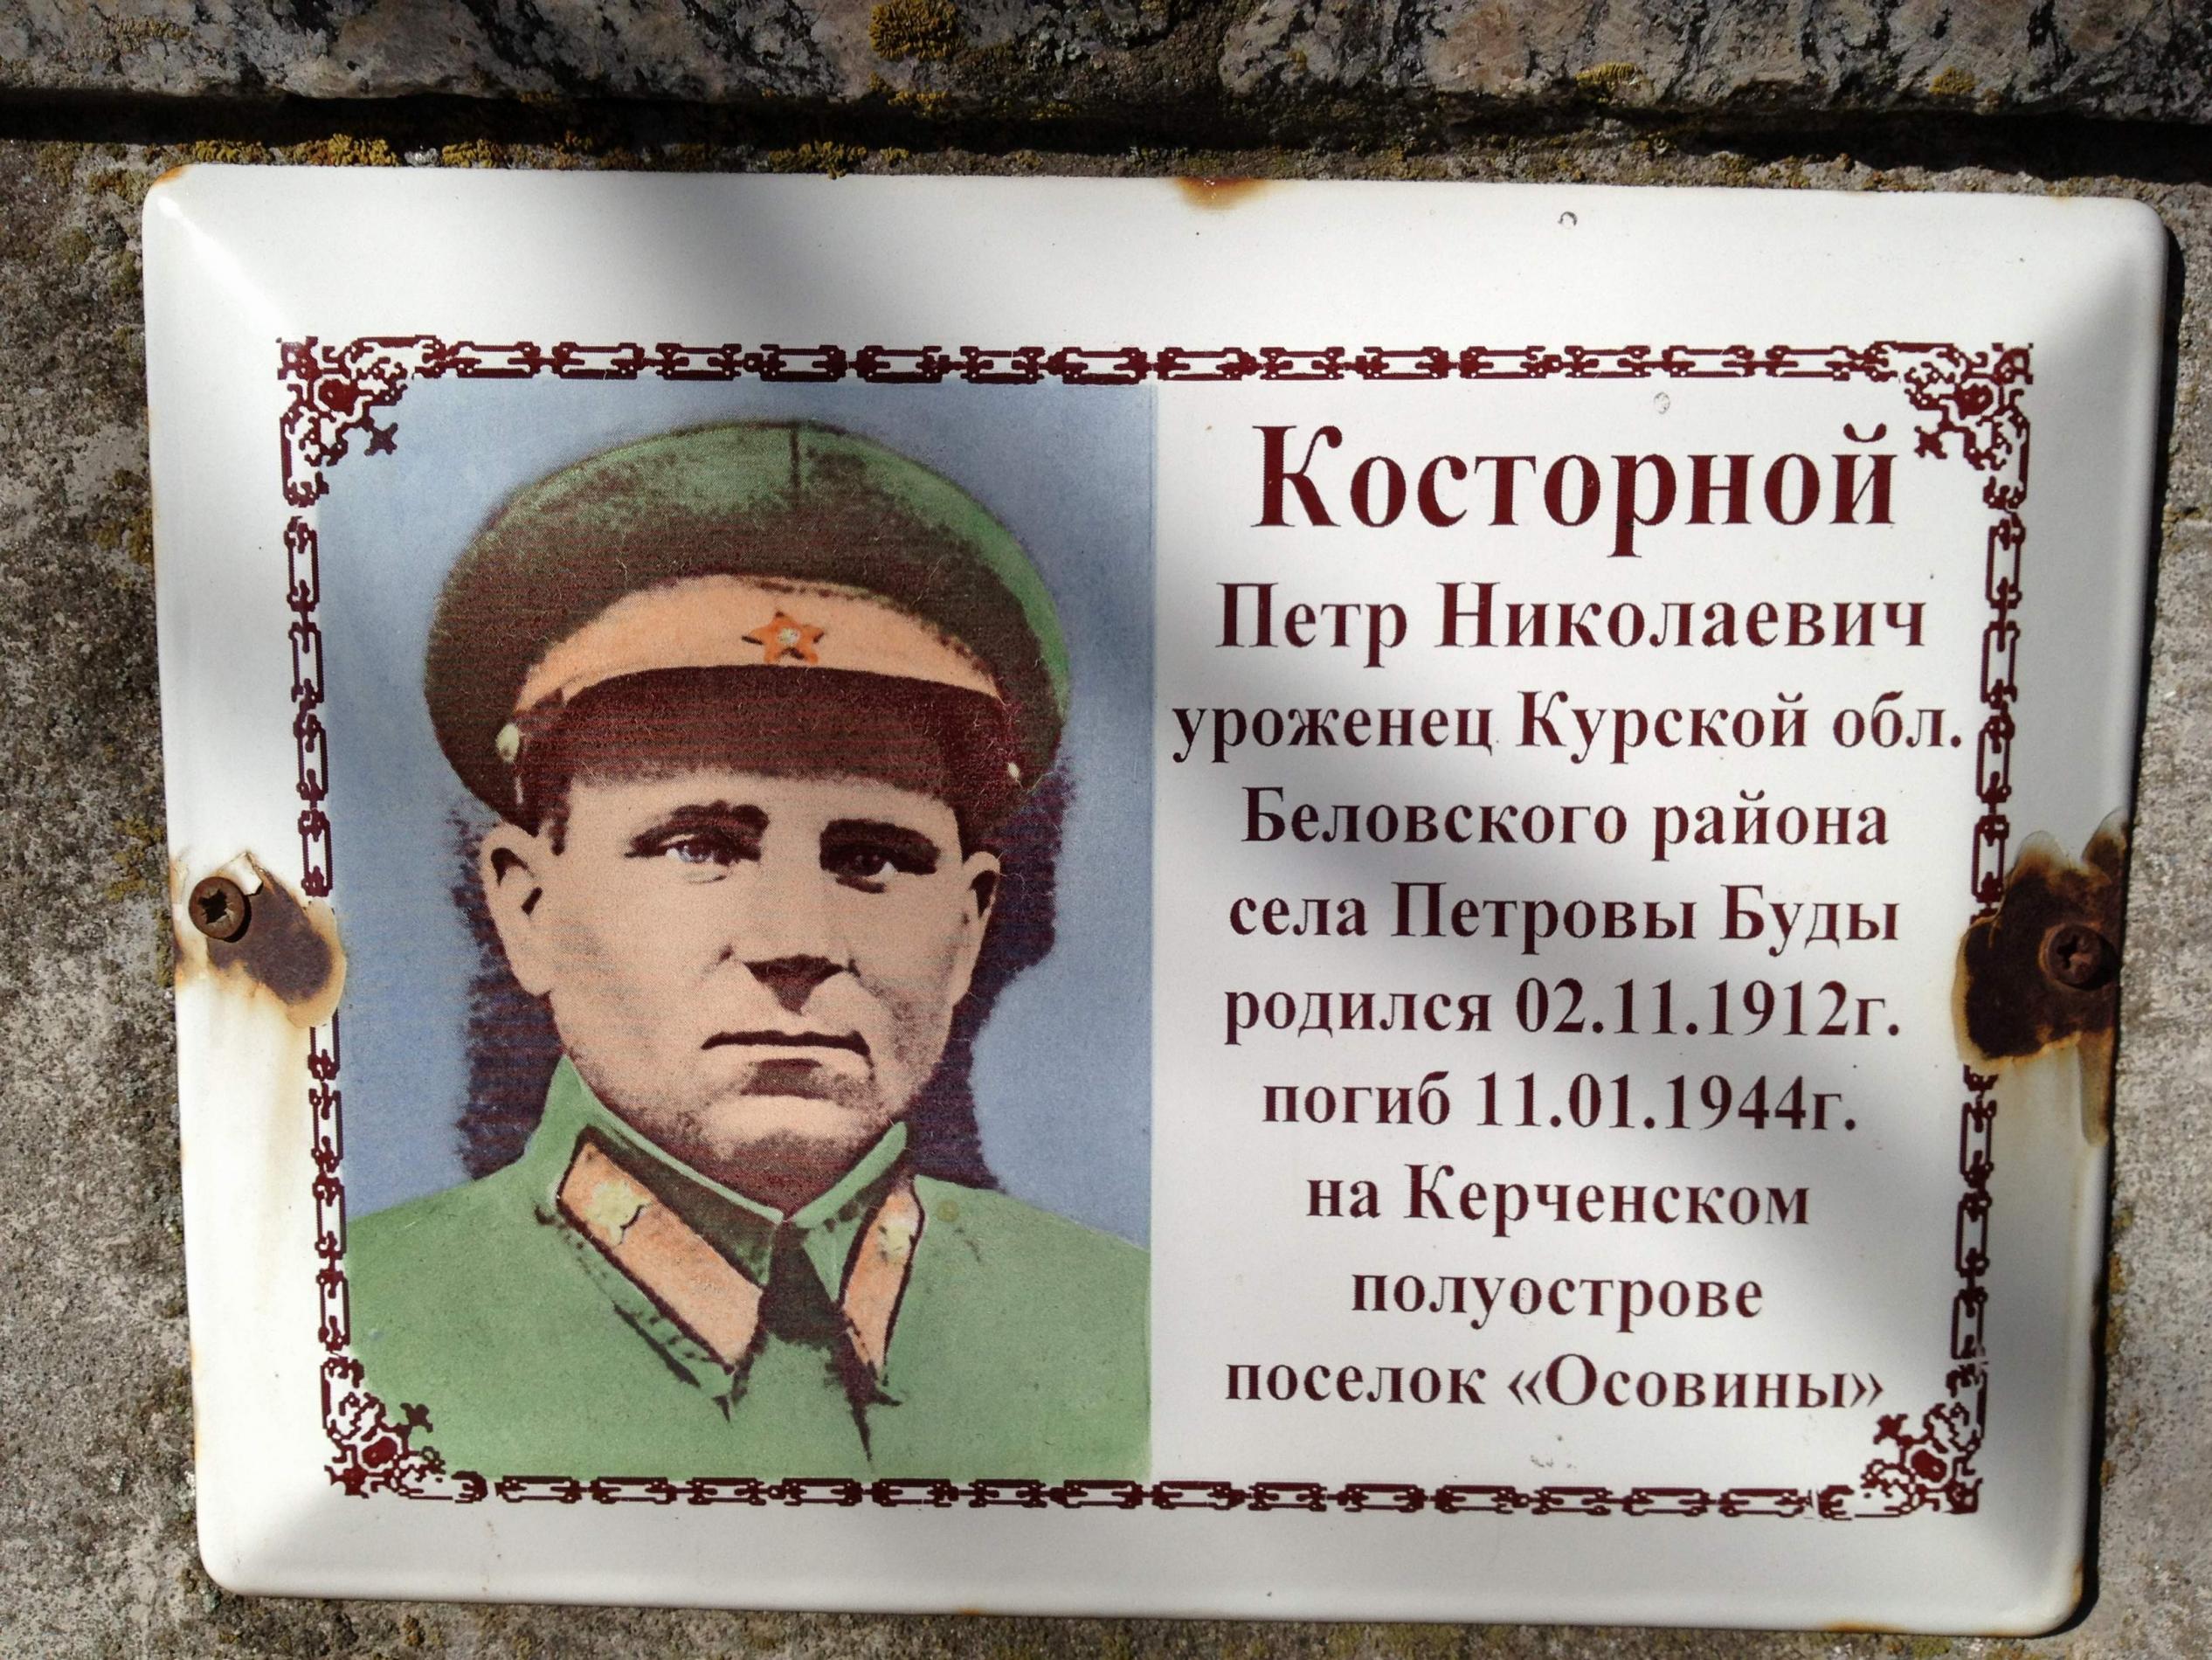 Косторной
Петр Николаевич
уроженец Курской обл.
Беловского района
села Петровы Буды
родился 02.11.1912г.
погиб 11.01.1944г.
на Керченском
полуострове
поселок «Осовины»